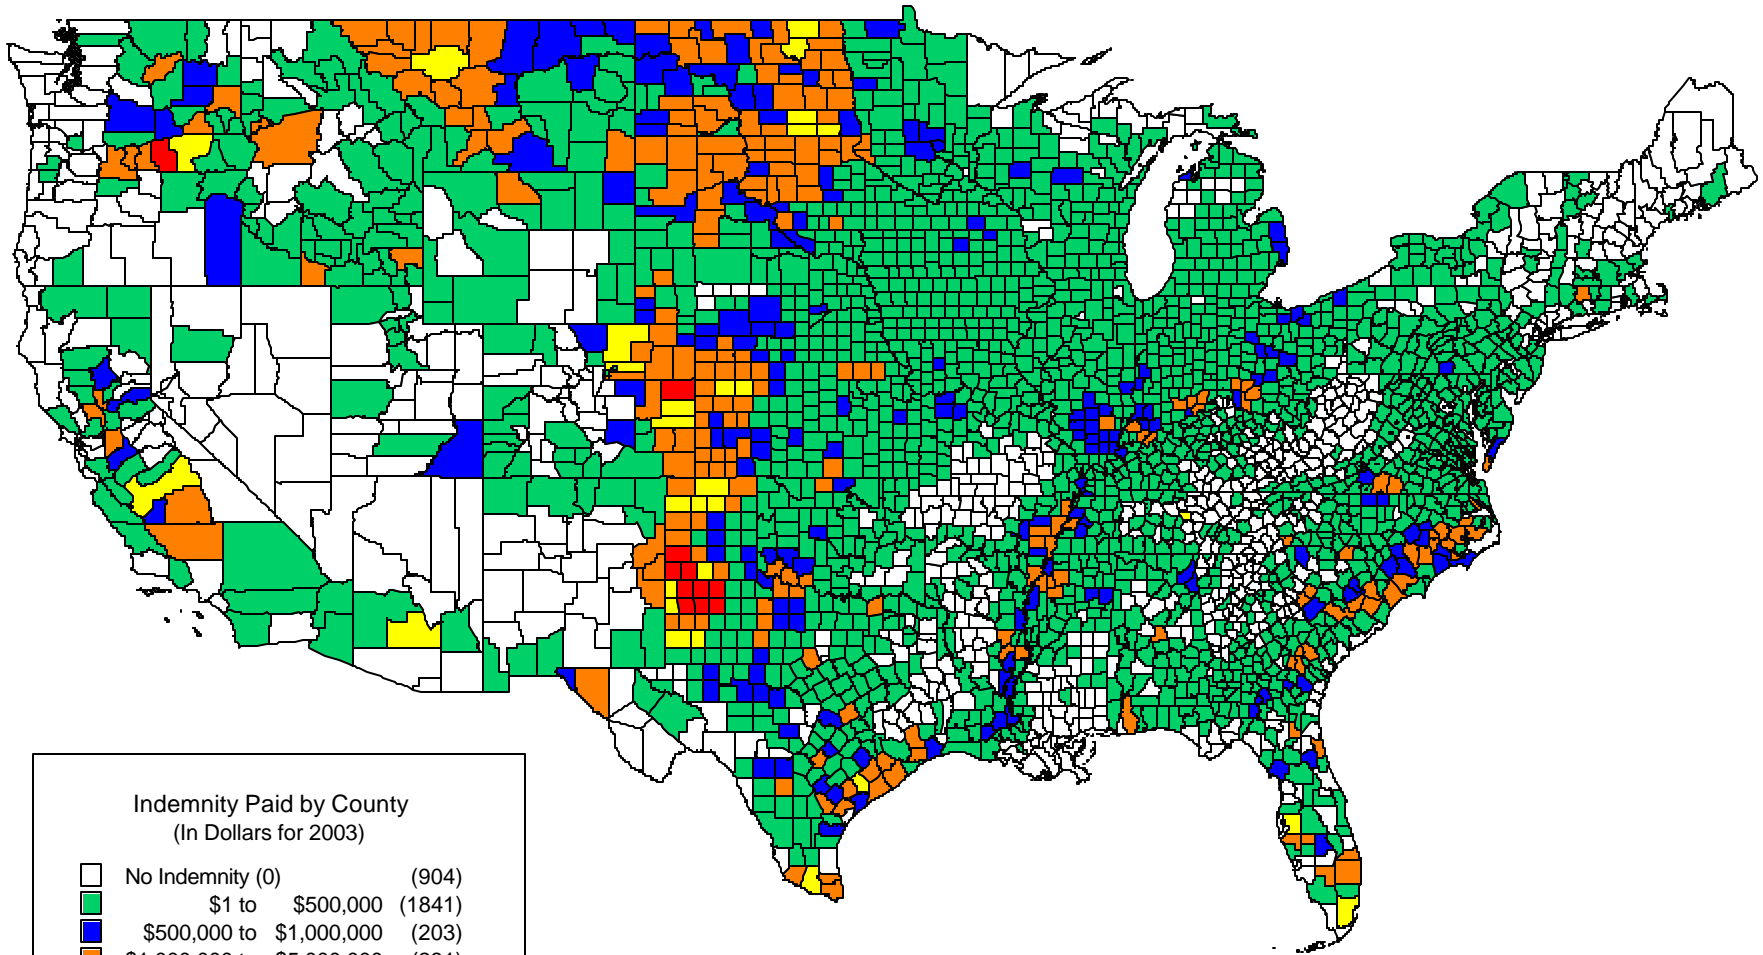 Indemnity Paid by County
(In Dollars for 2003)
No Indemnity (0) (904)
$1 to $500,000 (1841)
$500,000 to $1,000,000 (203)